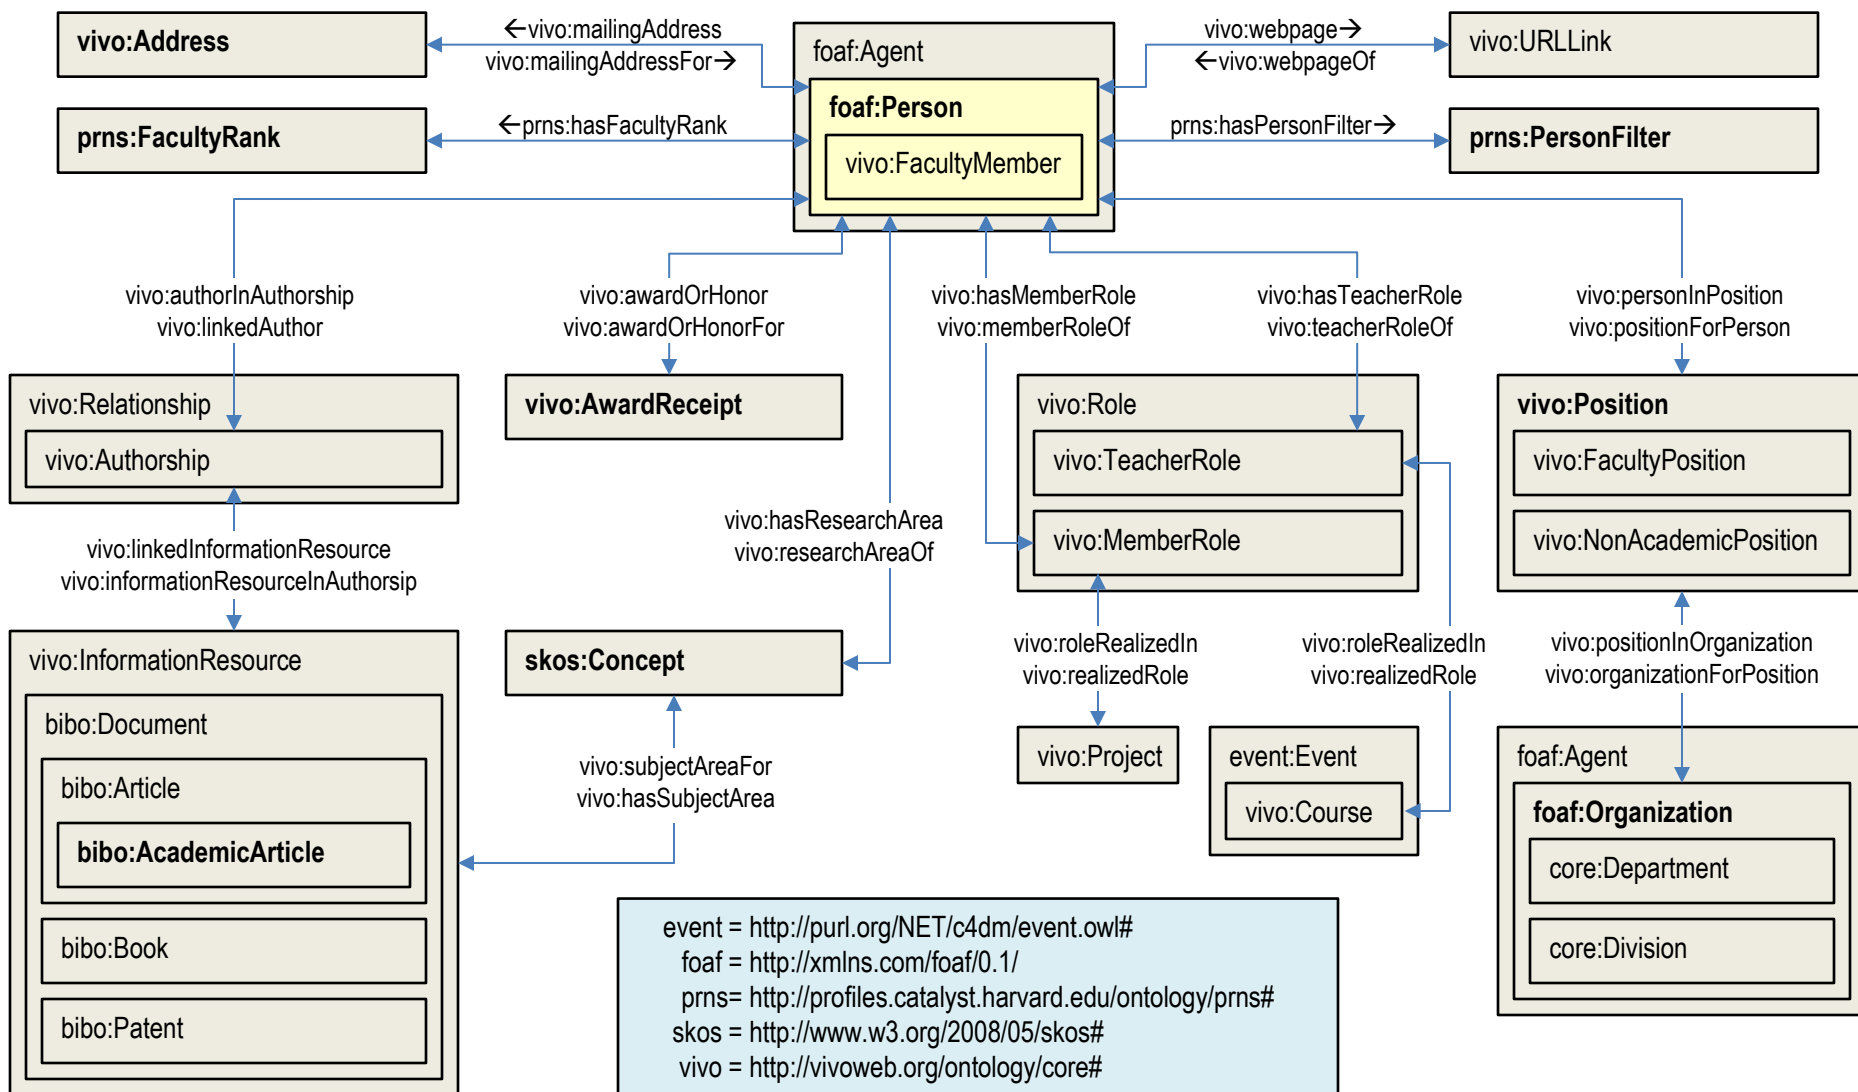 vivo:Address
←vivo:mailingAddress
vivo:mailingAddressFor→
foaf:Agent
vivo:webpage→
←vivo:webpageOf
vivo:URLLink
foaf:Person
prns:FacultyRank
←prns:hasFacultyRank
vivo:FacultyMember
prns:hasPersonFilter→
prns:PersonFilter
vivo:authorInAuthorship
vivo:linkedAuthor
vivo:awardOrHonor
vivo:awardOrHonorFor
vivo:hasMemberRole
vivo:memberRoleOf
vivo:hasTeacherRole
vivo:teacherRoleOf
vivo:personInPosition
vivo:positionForPerson
vivo:Relationship
vivo:Authorship
vivo:AwardReceipt
vivo:Role
vivo:TeacherRole
vivo:MemberRole
vivo:Position
vivo:FacultyPosition
vivo:NonAcademicPosition
vivo:hasResearchArea
vivo:researchAreaOf
vivo:linkedInformationResource
vivo:informationResourceInAuthorsip
vivo:InformationResource
bibo:Document
bibo:Article
bibo:AcademicArticle
bibo:Book
bibo:Patent
skos:Concept
vivo:subjectAreaFor
vivo:hasSubjectArea
vivo:roleRealizedIn
vivo:realizedRole
vivo:roleRealizedIn
vivo:realizedRole
vivo:positionInOrganization
vivo:organizationForPosition
vivo:Project
event:Event
vivo:Course
foaf:Agent
foaf:Organization
core:Department
core:Division
event = http://purl.org/NET/c4dm/event.owl#
foaf = http://xmlns.com/foaf/0.1/
prns= http://profiles.catalyst.harvard.edu/ontology/prns#
skos = http://www.w3.org/2008/05/skos#
vivo = http://vivoweb.org/ontology/core#